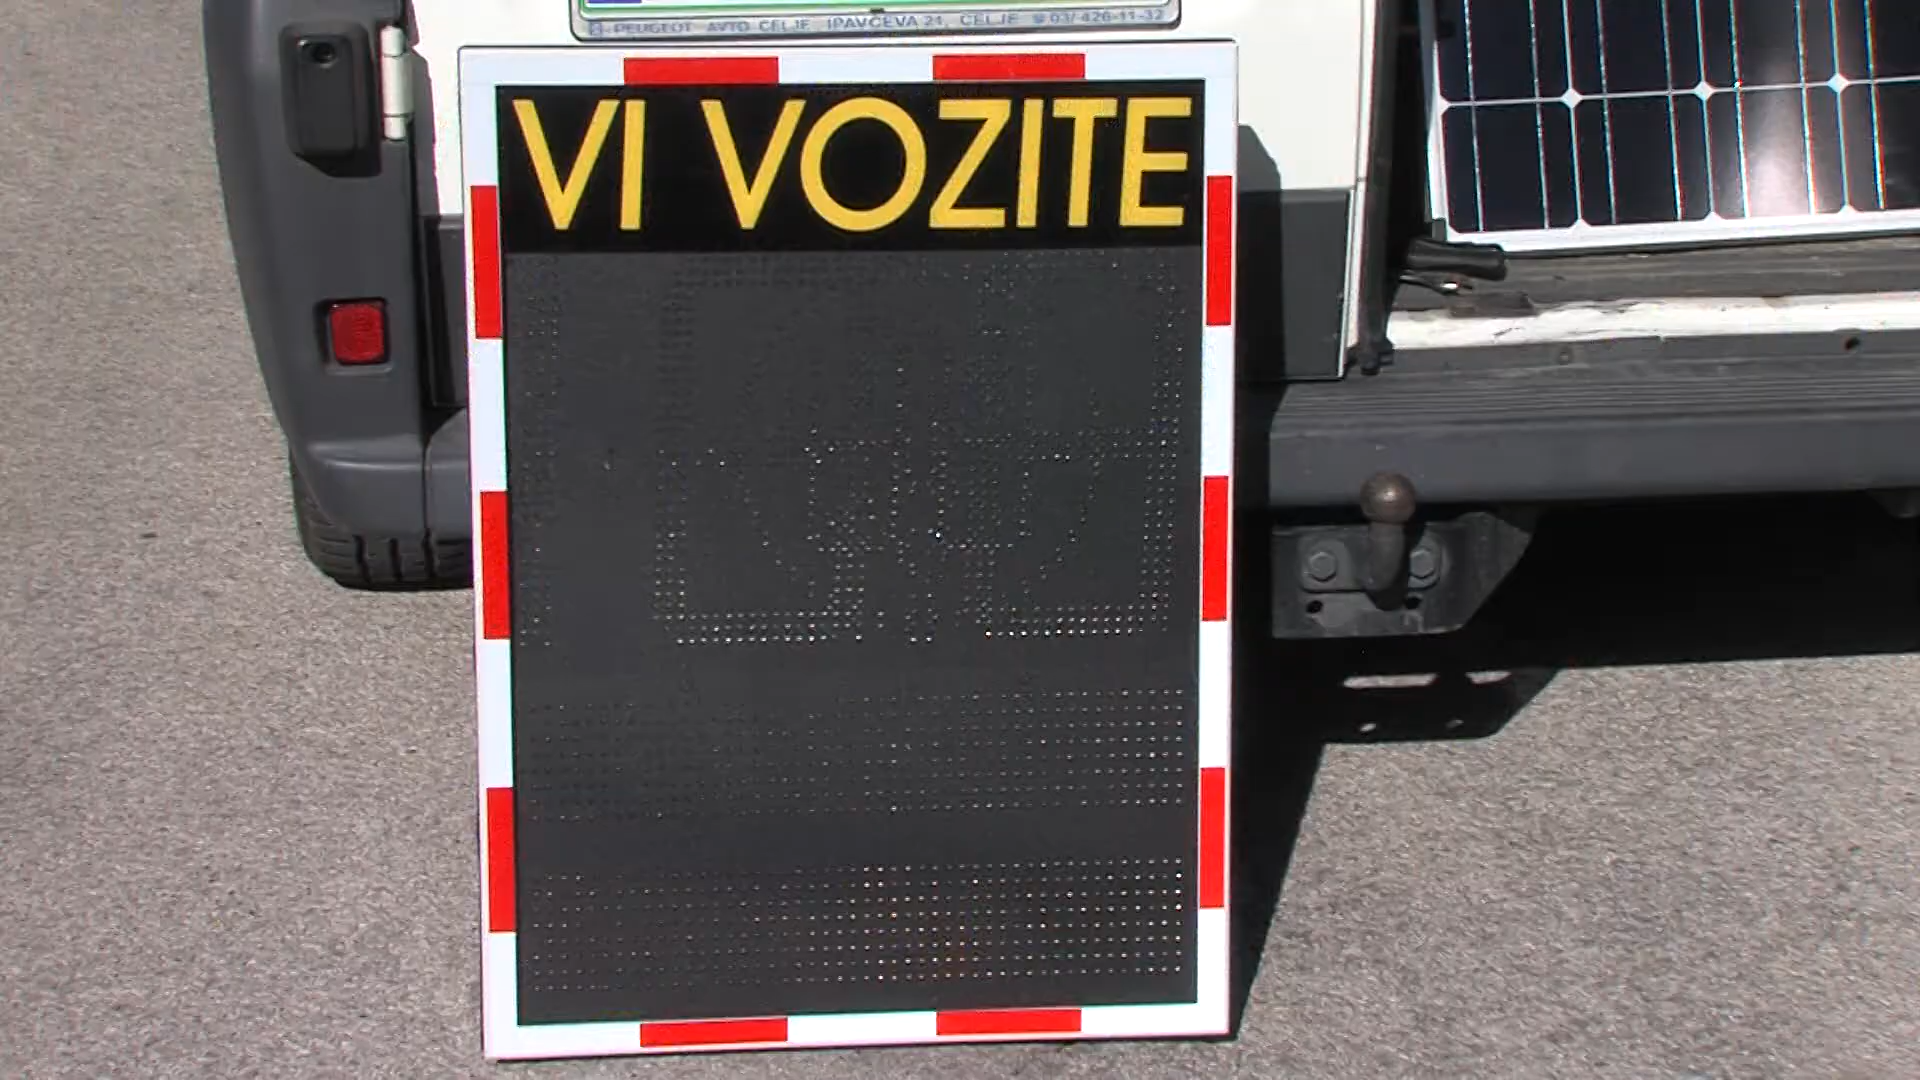 PEUGEOT AVTO CELJE IPAVČEVA 21, CELJE ☎ 03/ 426-11-32
VI VOZITE